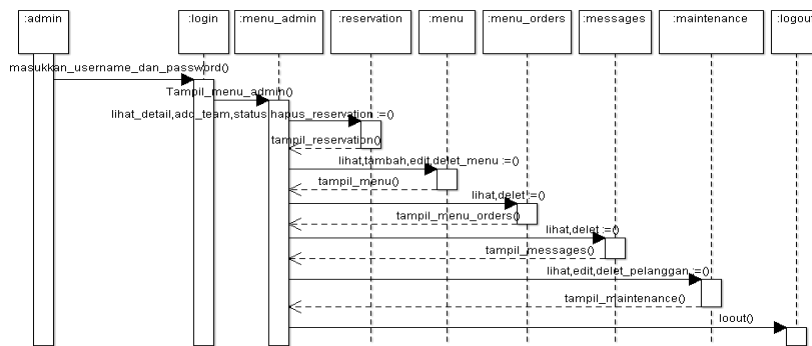 :admin
:login
:menu_admin
:reservation
:menu
:menu_orders
:messages
:maintenance
:logout
masukkan_username_dan_password()
Tampil_menu_admin()
lihat_detail,add_team,status hapus_reservation :=()
tampil_reservation()
lihat,tambah,edit,delet_menu :=()
tampil_menu()
lihat,delet :=()
tampil_menu_orders()
lihat,delet :=()
tampil_messages()
lihat,edit,delet_pelanggan :=()
tampil_maintenance()
loout()